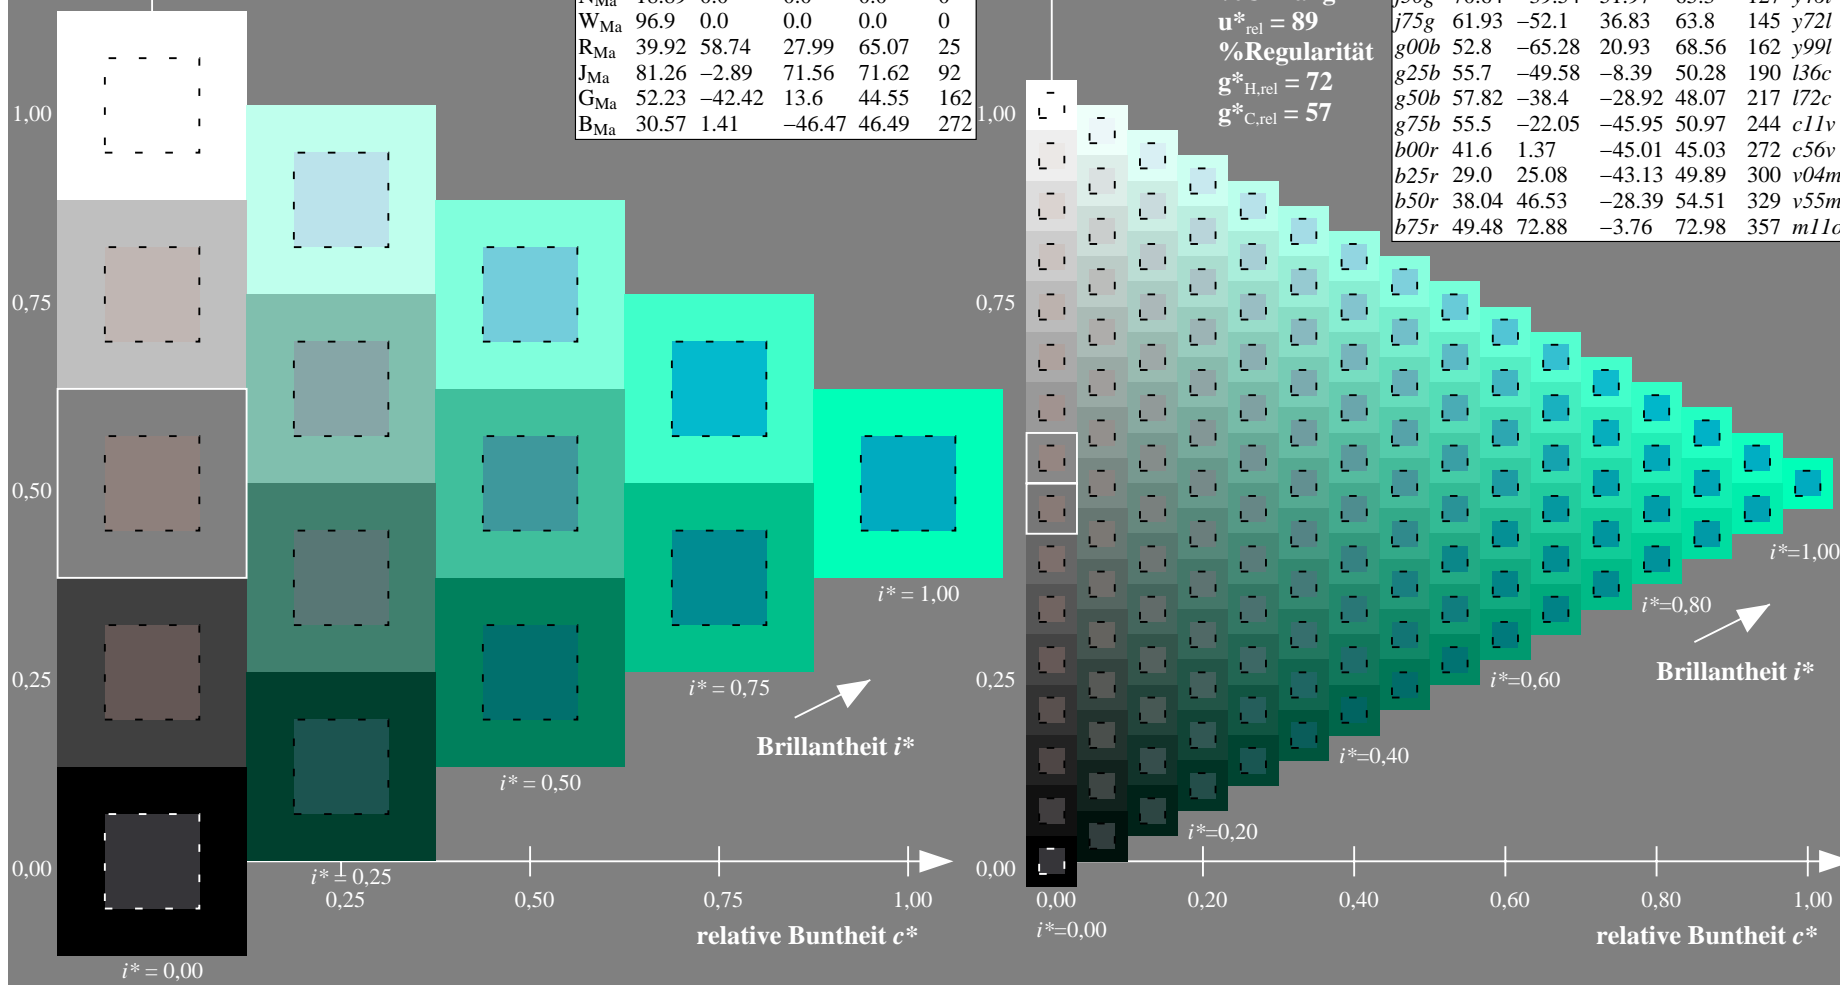 W_Ma 96.9 0.0 0.0 0.0 0
R_Ma 39.92 58.74 27.99 65.07 25
J_Ma 81.26 −2.89 71.56 71.62 92
G_Ma 52.23 −42.42 13.6 44.55 162
B_Ma 30.57 1.41 −46.47 46.49 272
1,00
0,75
0,50
0,25
0,00
i* = 1,00
i* = 0,75
i* = 0,50
i* = 0,25
i* = 0,00
Brillantheit i*
0,25 0,50 0,75 1,00
relative Buntheit c*
u*rel = 89
%Regularität
g*H,rel = 72
g*C,rel = 57
j75g 61.93 −52.1 36.83 63.8 145 y72l
g00b 52.8 −65.28 20.93 68.56 162 y99l
g25b 55.7 −49.58 −8.39 50.28 190 l36c
g50b 57.82 −38.4 −28.92 48.07 217 l72c
g75b 55.5 −22.05 −45.95 50.97 244 c11v
b00r 41.6 1.37 −45.01 45.03 272 c56v
b25r 29.0 25.08 −43.13 49.89 300 v04m
b50r 38.04 46.53 −28.39 54.51 329 v55m
b75r 49.48 72.88 −3.76 72.98 357 m11o
1,00
0,75
0,50
0,25
0,00
i*=1,00
i*=0,80
i*=0,60
i*=0,40
i*=0,20
i*=0,00
Brillantheit i*
0,00 0,20 0,40 0,60 0,80 1,00
relative Buntheit c*